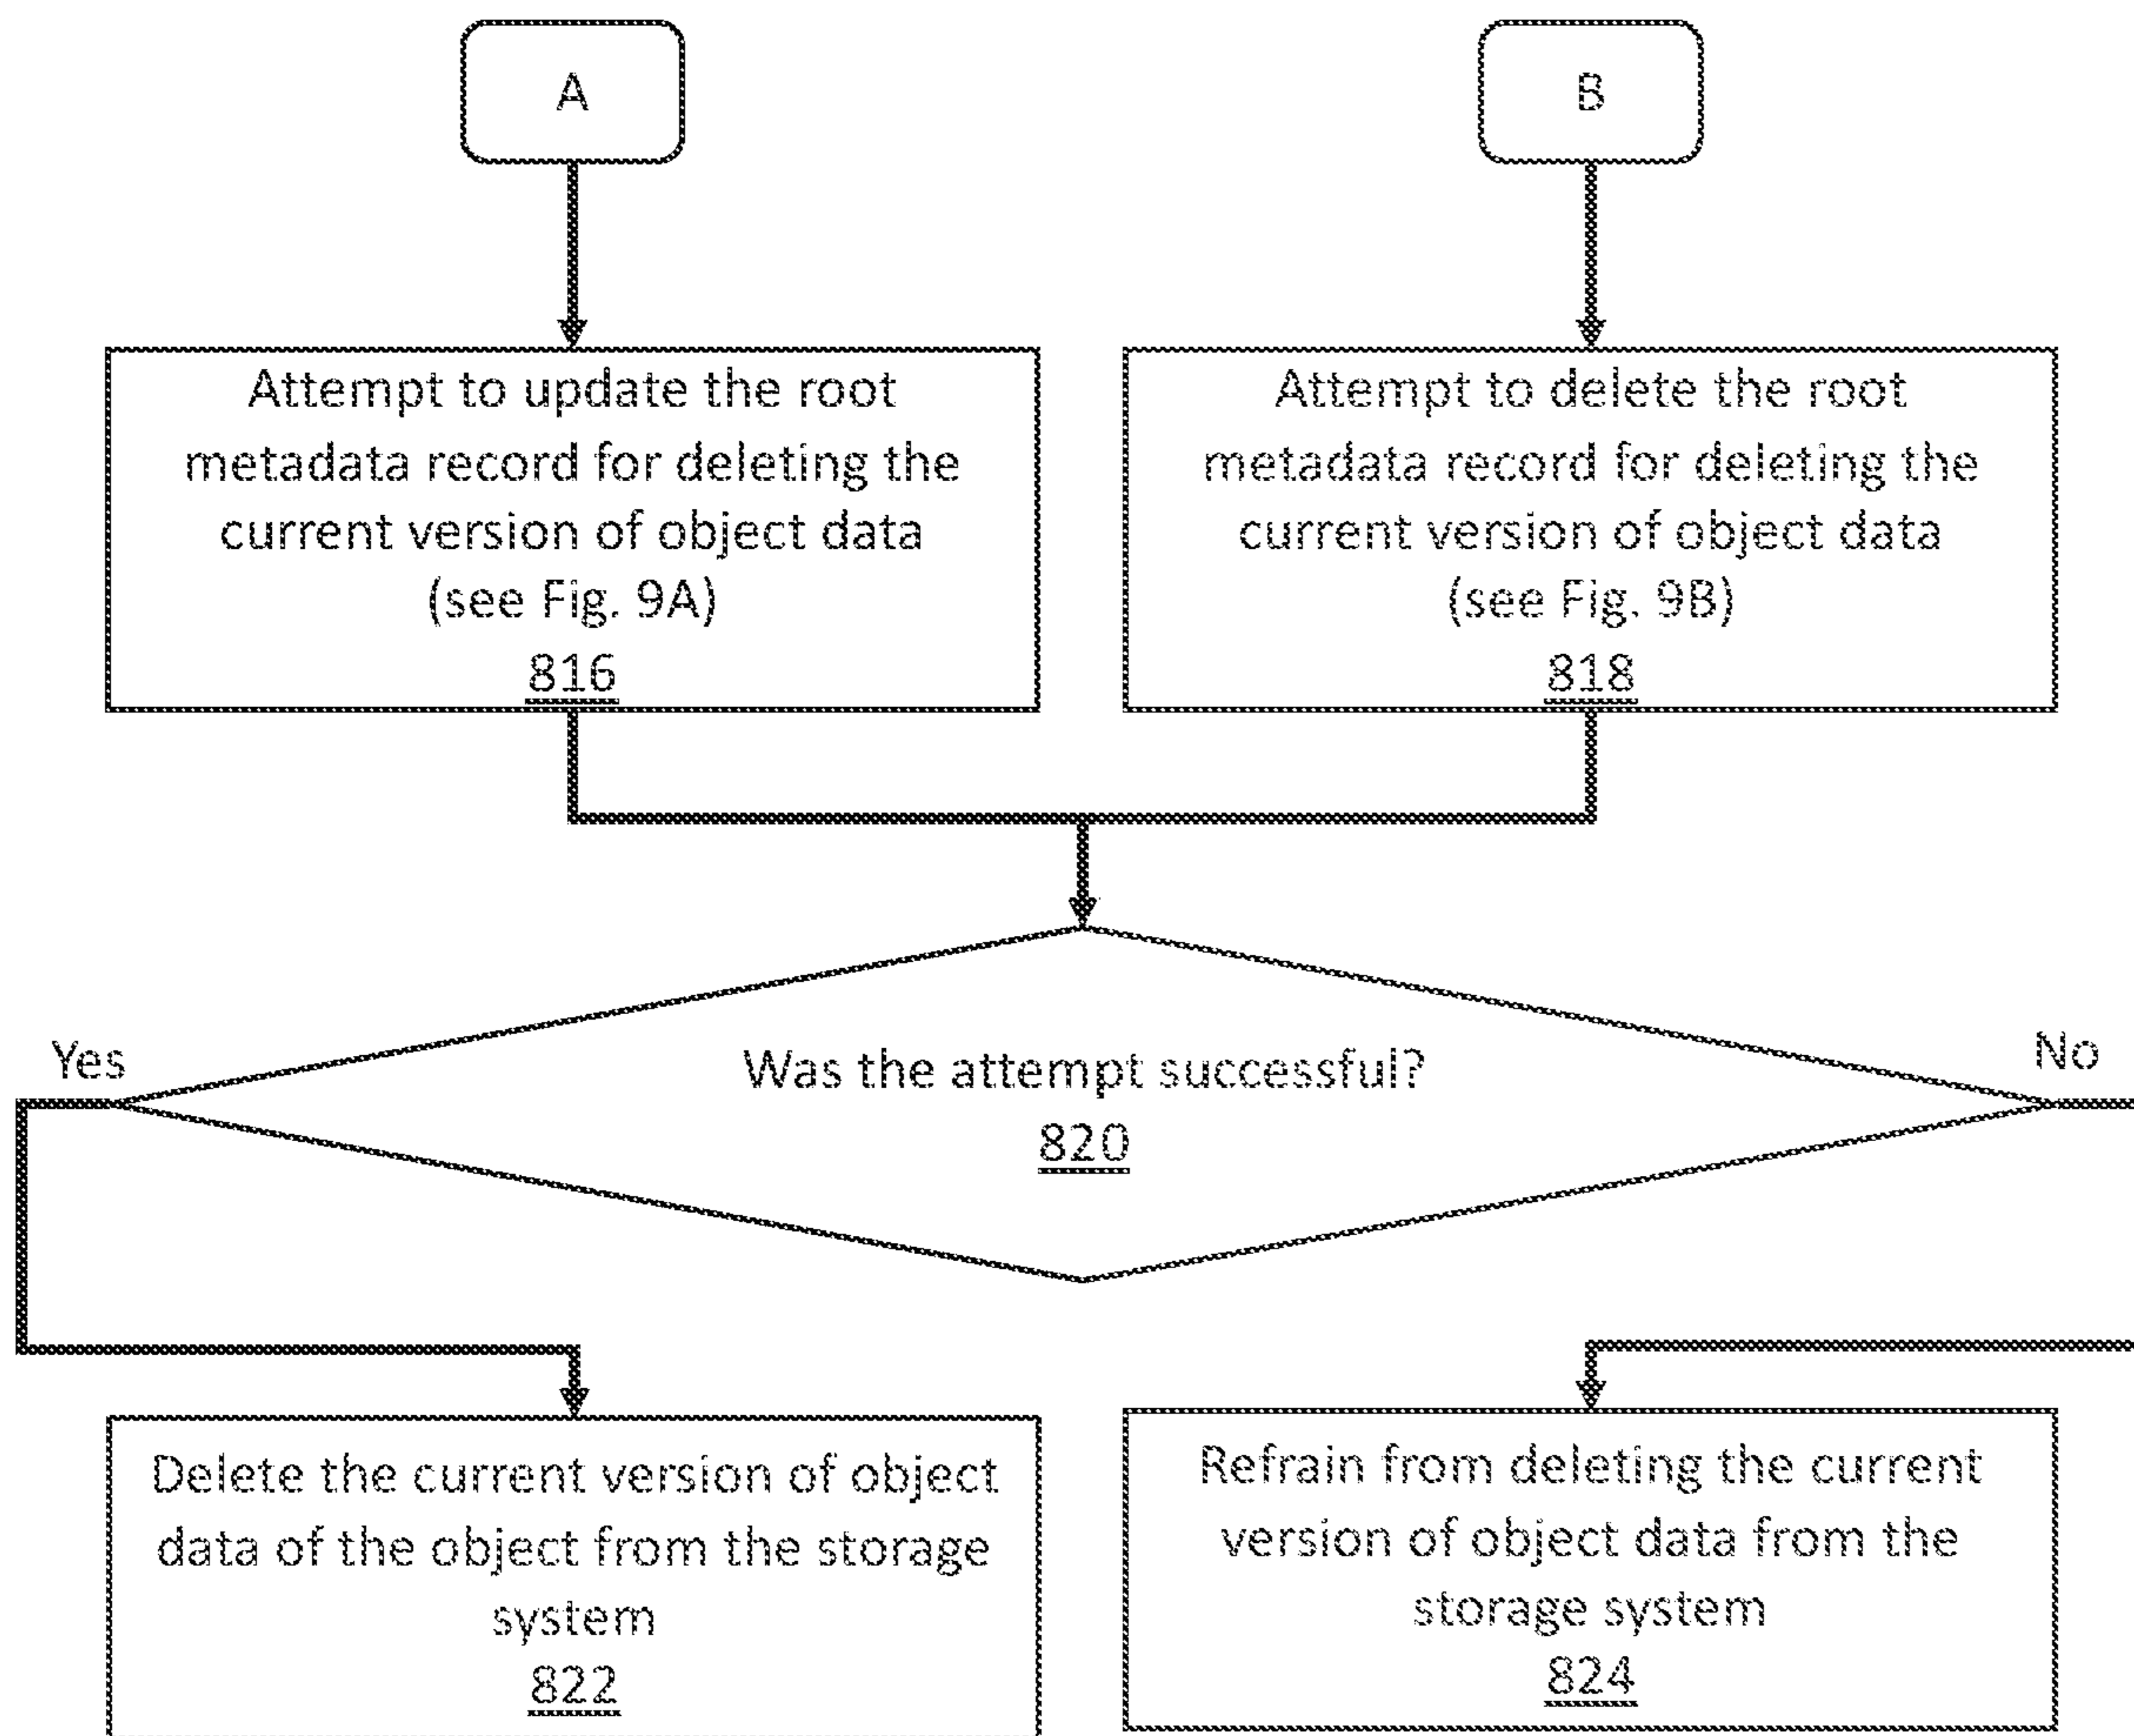 A
B
Attempt to update the root
metadata record for deleting the
current version of object data
(see Fig. 9A)
816
Attempt to delete the root
metadata record for deleting the
current version of object data
(see Fig. 9B)
818
Yes
Was the attempt successful?
820
No
Delete the current version of object
data of the object from the storage
system
822
Refrain from deleting the current
version of object data from the
storage system
824